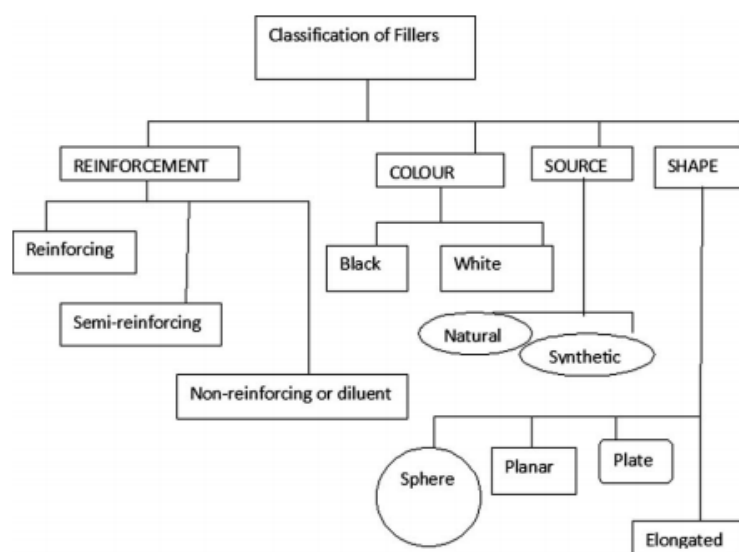 Classification of Fillers
REINFORCEMENT
COLOUR
SOURCE
SHAPE
Reinforcing
Black
White
Semi-reinforcing
Natural
Synthetic
Non-reinforcing or diluent
Sphere
Planar
Plate
Elongated